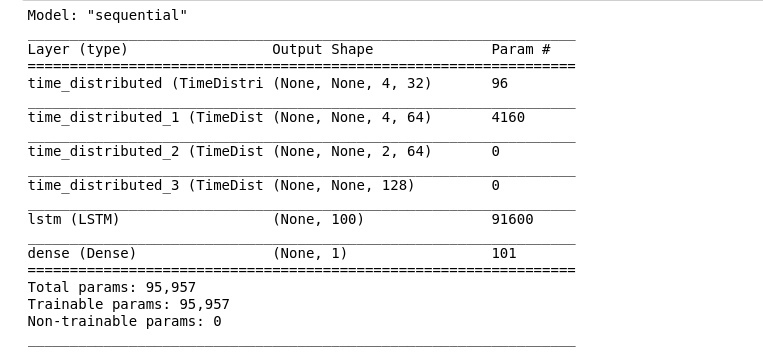 Model: "sequential"
_________________________________________________________________
Layer (type)                 Output Shape              Param #
=================================================================
time_distributed (TimeDistri (None, None, 4, 32)       96
_________________________________________________________________
time_distributed_1 (TimeDist (None, None, 4, 64)       4160
_________________________________________________________________
time_distributed_2 (TimeDist (None, None, 2, 64)       0
_________________________________________________________________
time_distributed_3 (TimeDist (None, None, 128)         0
_________________________________________________________________
lstm (LSTM)                  (None, 100)               91600
_________________________________________________________________
dense (Dense)                (None, 1)                 101
=================================================================
Total params: 95,957
Trainable params: 95,957
Non-trainable params: 0
_________________________________________________________________